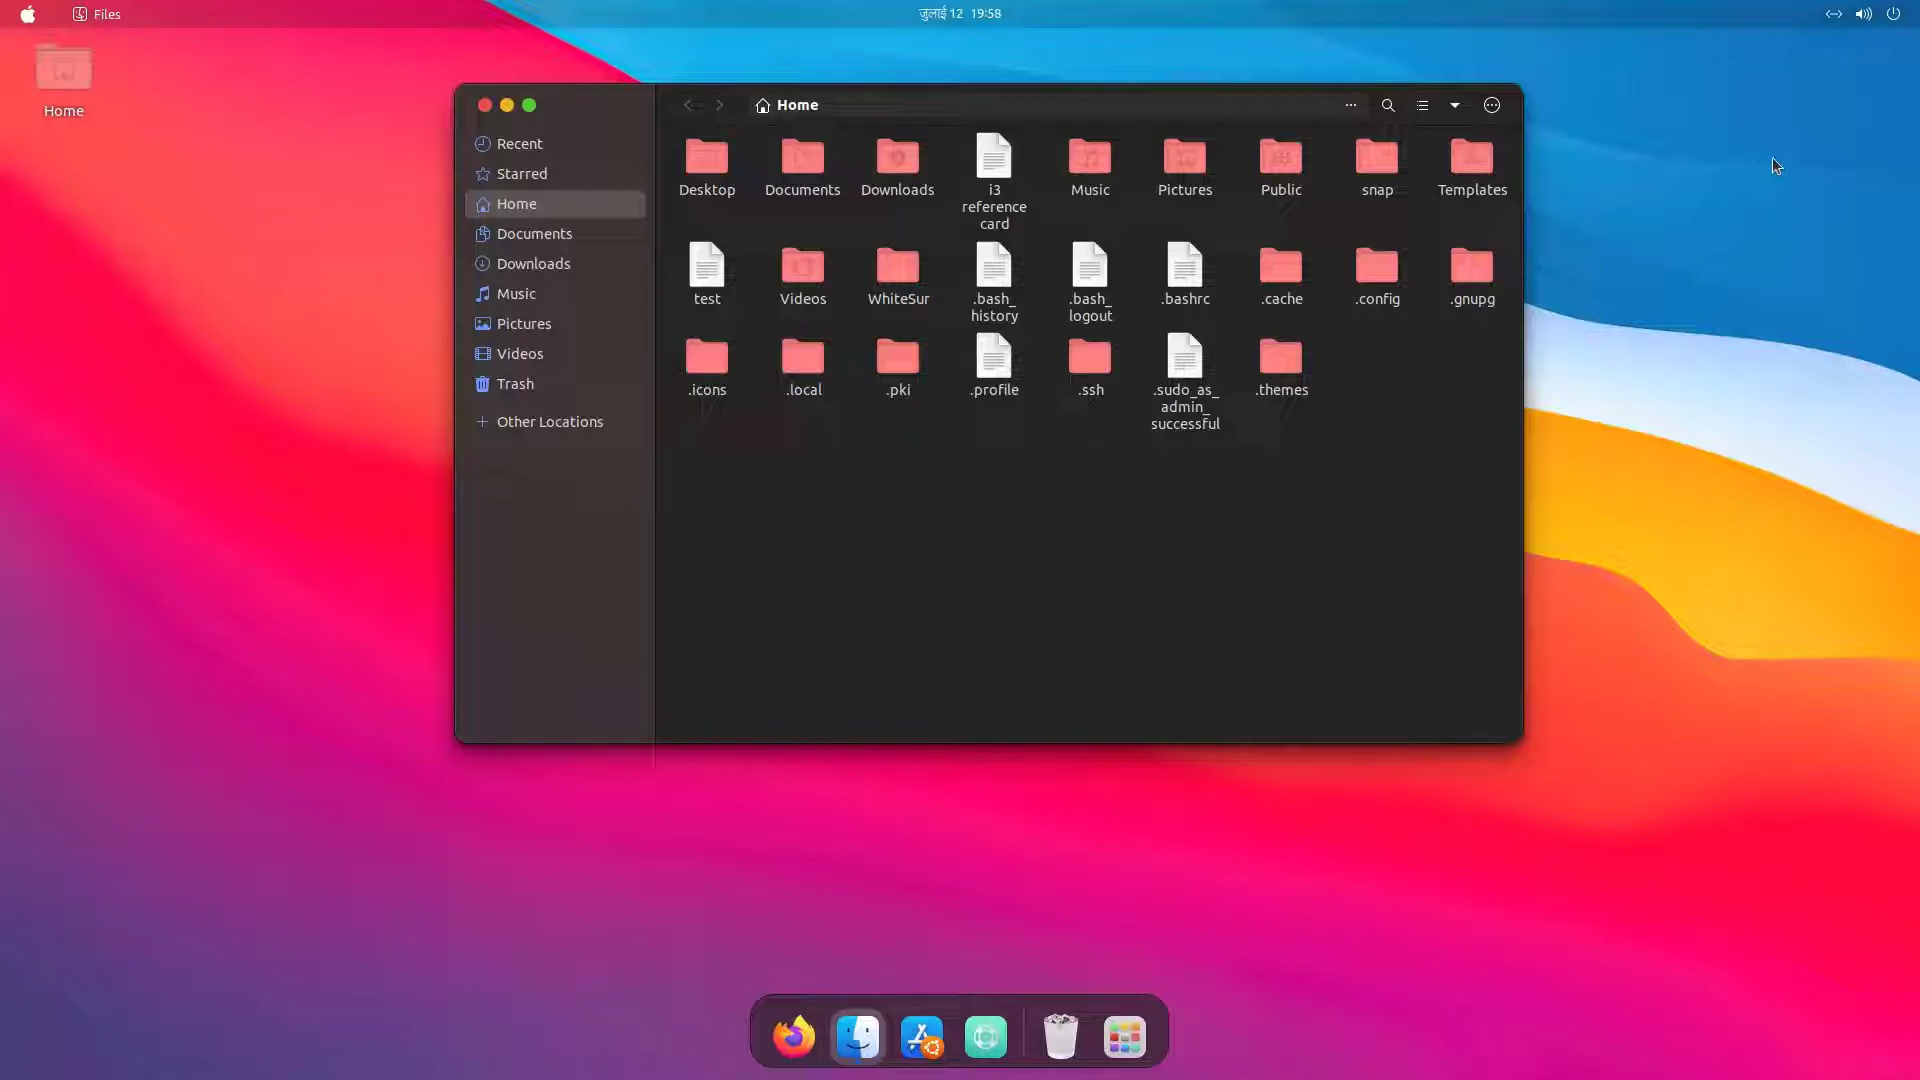 Files
जुलाई 12 19:58
Home
Home
Recent
Starred
Home
Documents
Downloads
Music
Pictures
Videos
Trash
Other Locations
Desktop
Documents
Downloads
i3
reference
card
Music
Pictures
Public
snap
Templates
test
Videos
WhiteSur
.bash_
history
.bash_
logout
.bashrc
.cache
.config
.gnupg
.icons
.local
.pki
.profile
.ssh
.sudo_as_
admin_
successful
.themes